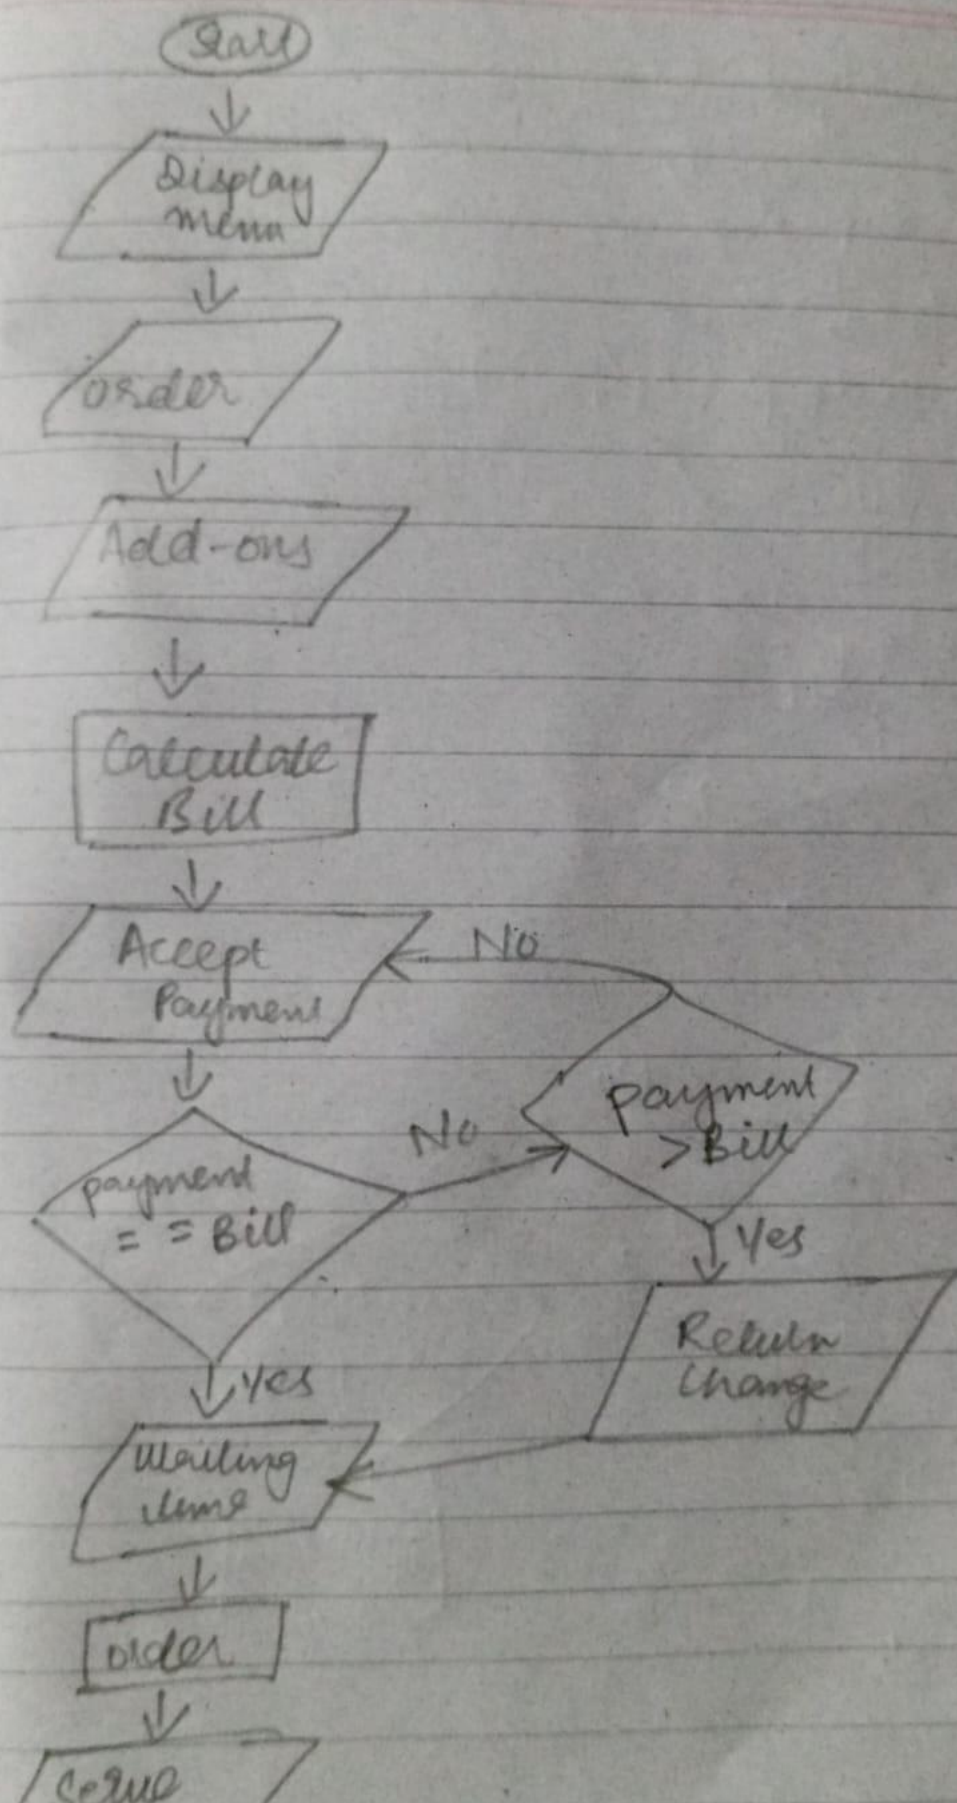 Start
Display
menu
order
Add-ons
Calculate
Bill
Accept
Payment
No
payment
= = Bill
No
payment
> Bill
Yes
Return
Change
Yes
Waiting
time
order
Serve